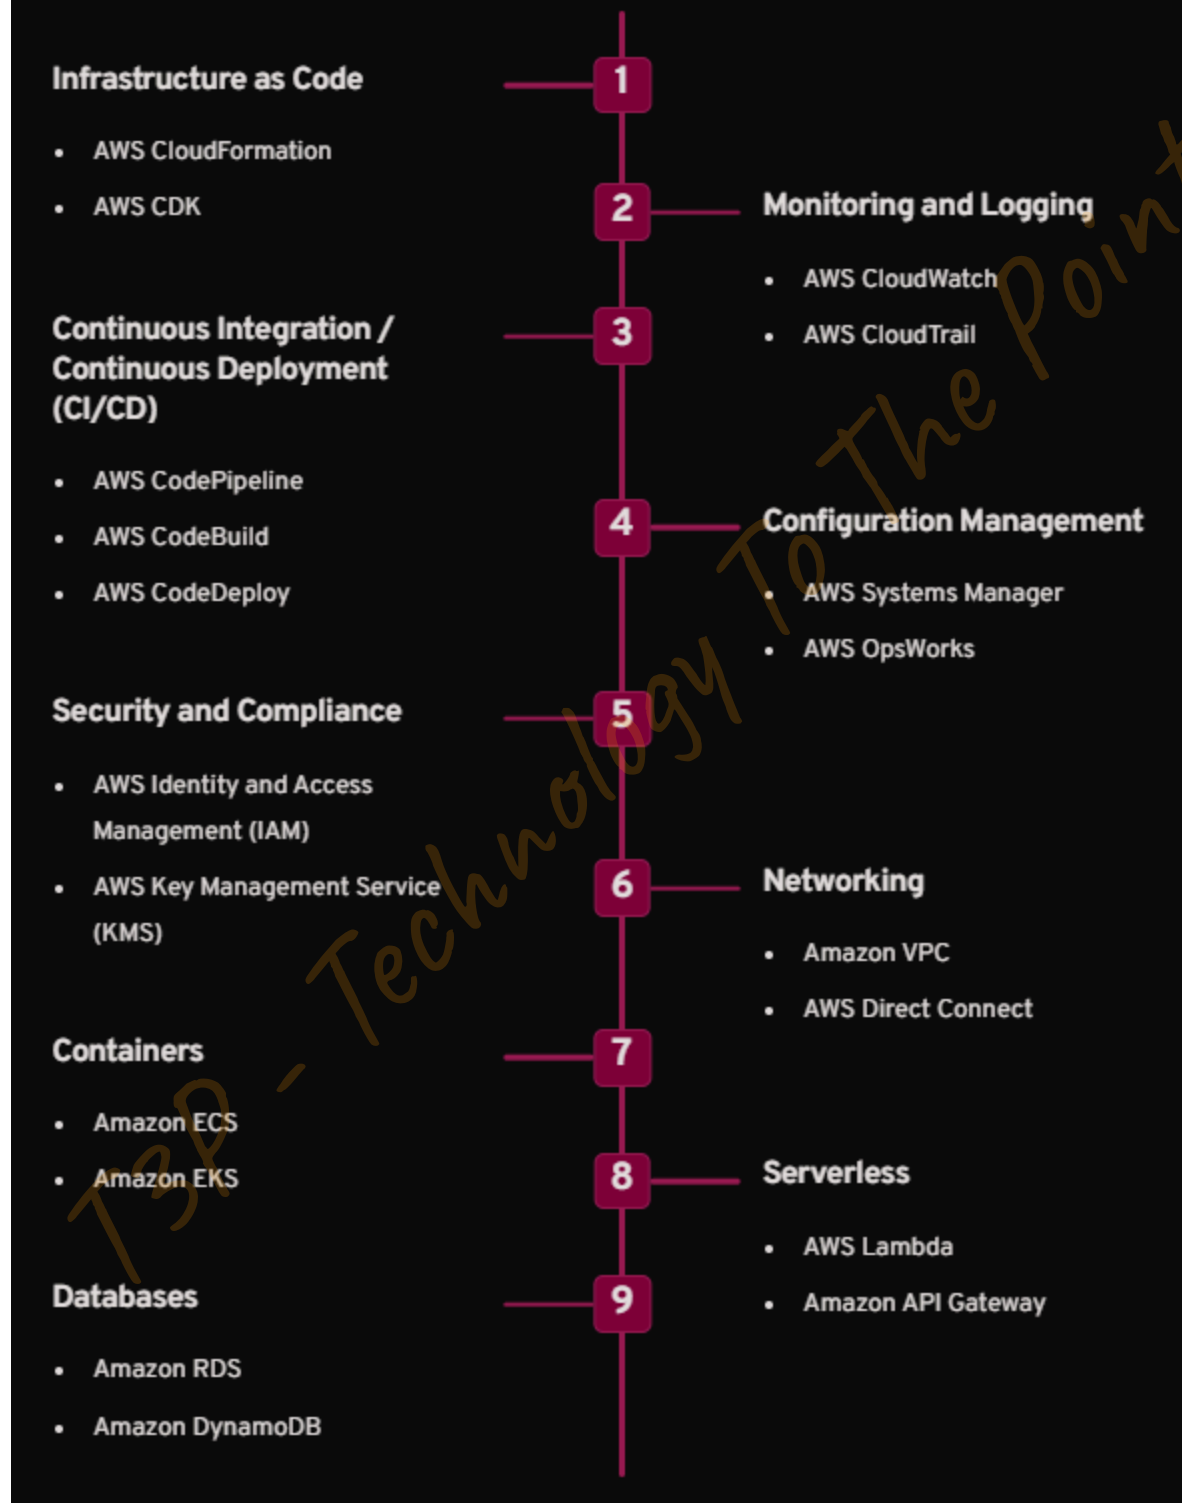 1
Infrastructure as Code
• AWS CloudFormation
• AWS CDK
2
Monitoring and Logging
• AWS CloudWatch
• AWS CloudTrail
3
Continuous Integration /
Continuous Deployment
(CI/CD)
• AWS CodePipeline
• AWS CodeBuild
• AWS CodeDeploy
4
Configuration Management
• AWS Systems Manager
• AWS OpsWorks
5
Security and Compliance
• AWS Identity and Access
Management (IAM)
• AWS Key Management Service
(KMS)
6
Networking
• Amazon VPC
• AWS Direct Connect
7
Containers
• Amazon ECS
• Amazon EKS
8
Serverless
• AWS Lambda
• Amazon API Gateway
9
Databases
• Amazon RDS
• Amazon DynamoDB
T3P - Technology To The Point